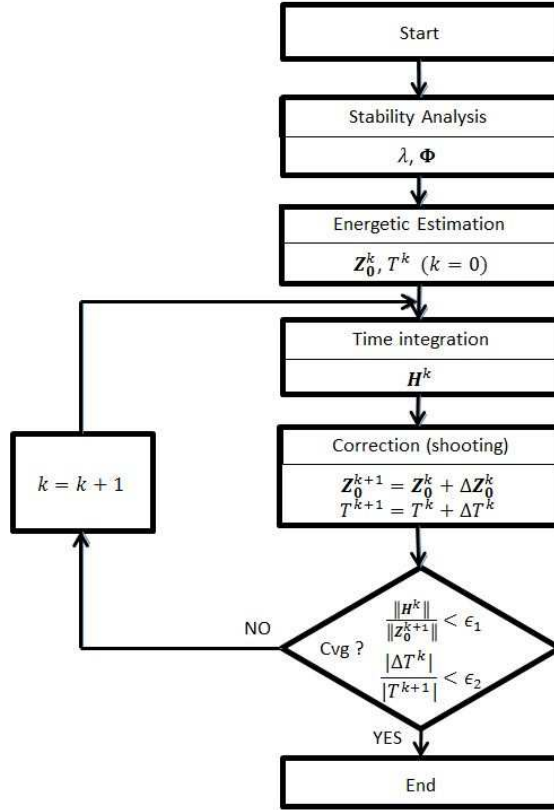 Start
Stability Analysis
λ, Φ
Energetic Estimation
Z₀ᵏ, Tᵏ (k = 0)
Time integration
Hᵏ
Correction (shooting)
Z₀ᵏ⁺¹ = Z₀ᵏ + ΔZ₀ᵏ
Tᵏ⁺¹ = Tᵏ + ΔTᵏ
k = k + 1
NO
Cvg ?
‖Hᵏ‖ / ‖Z₀ᵏ⁺¹‖ < ϵ₁
|ΔTᵏ| / |Tᵏ⁺¹| < ϵ₂
YES
End